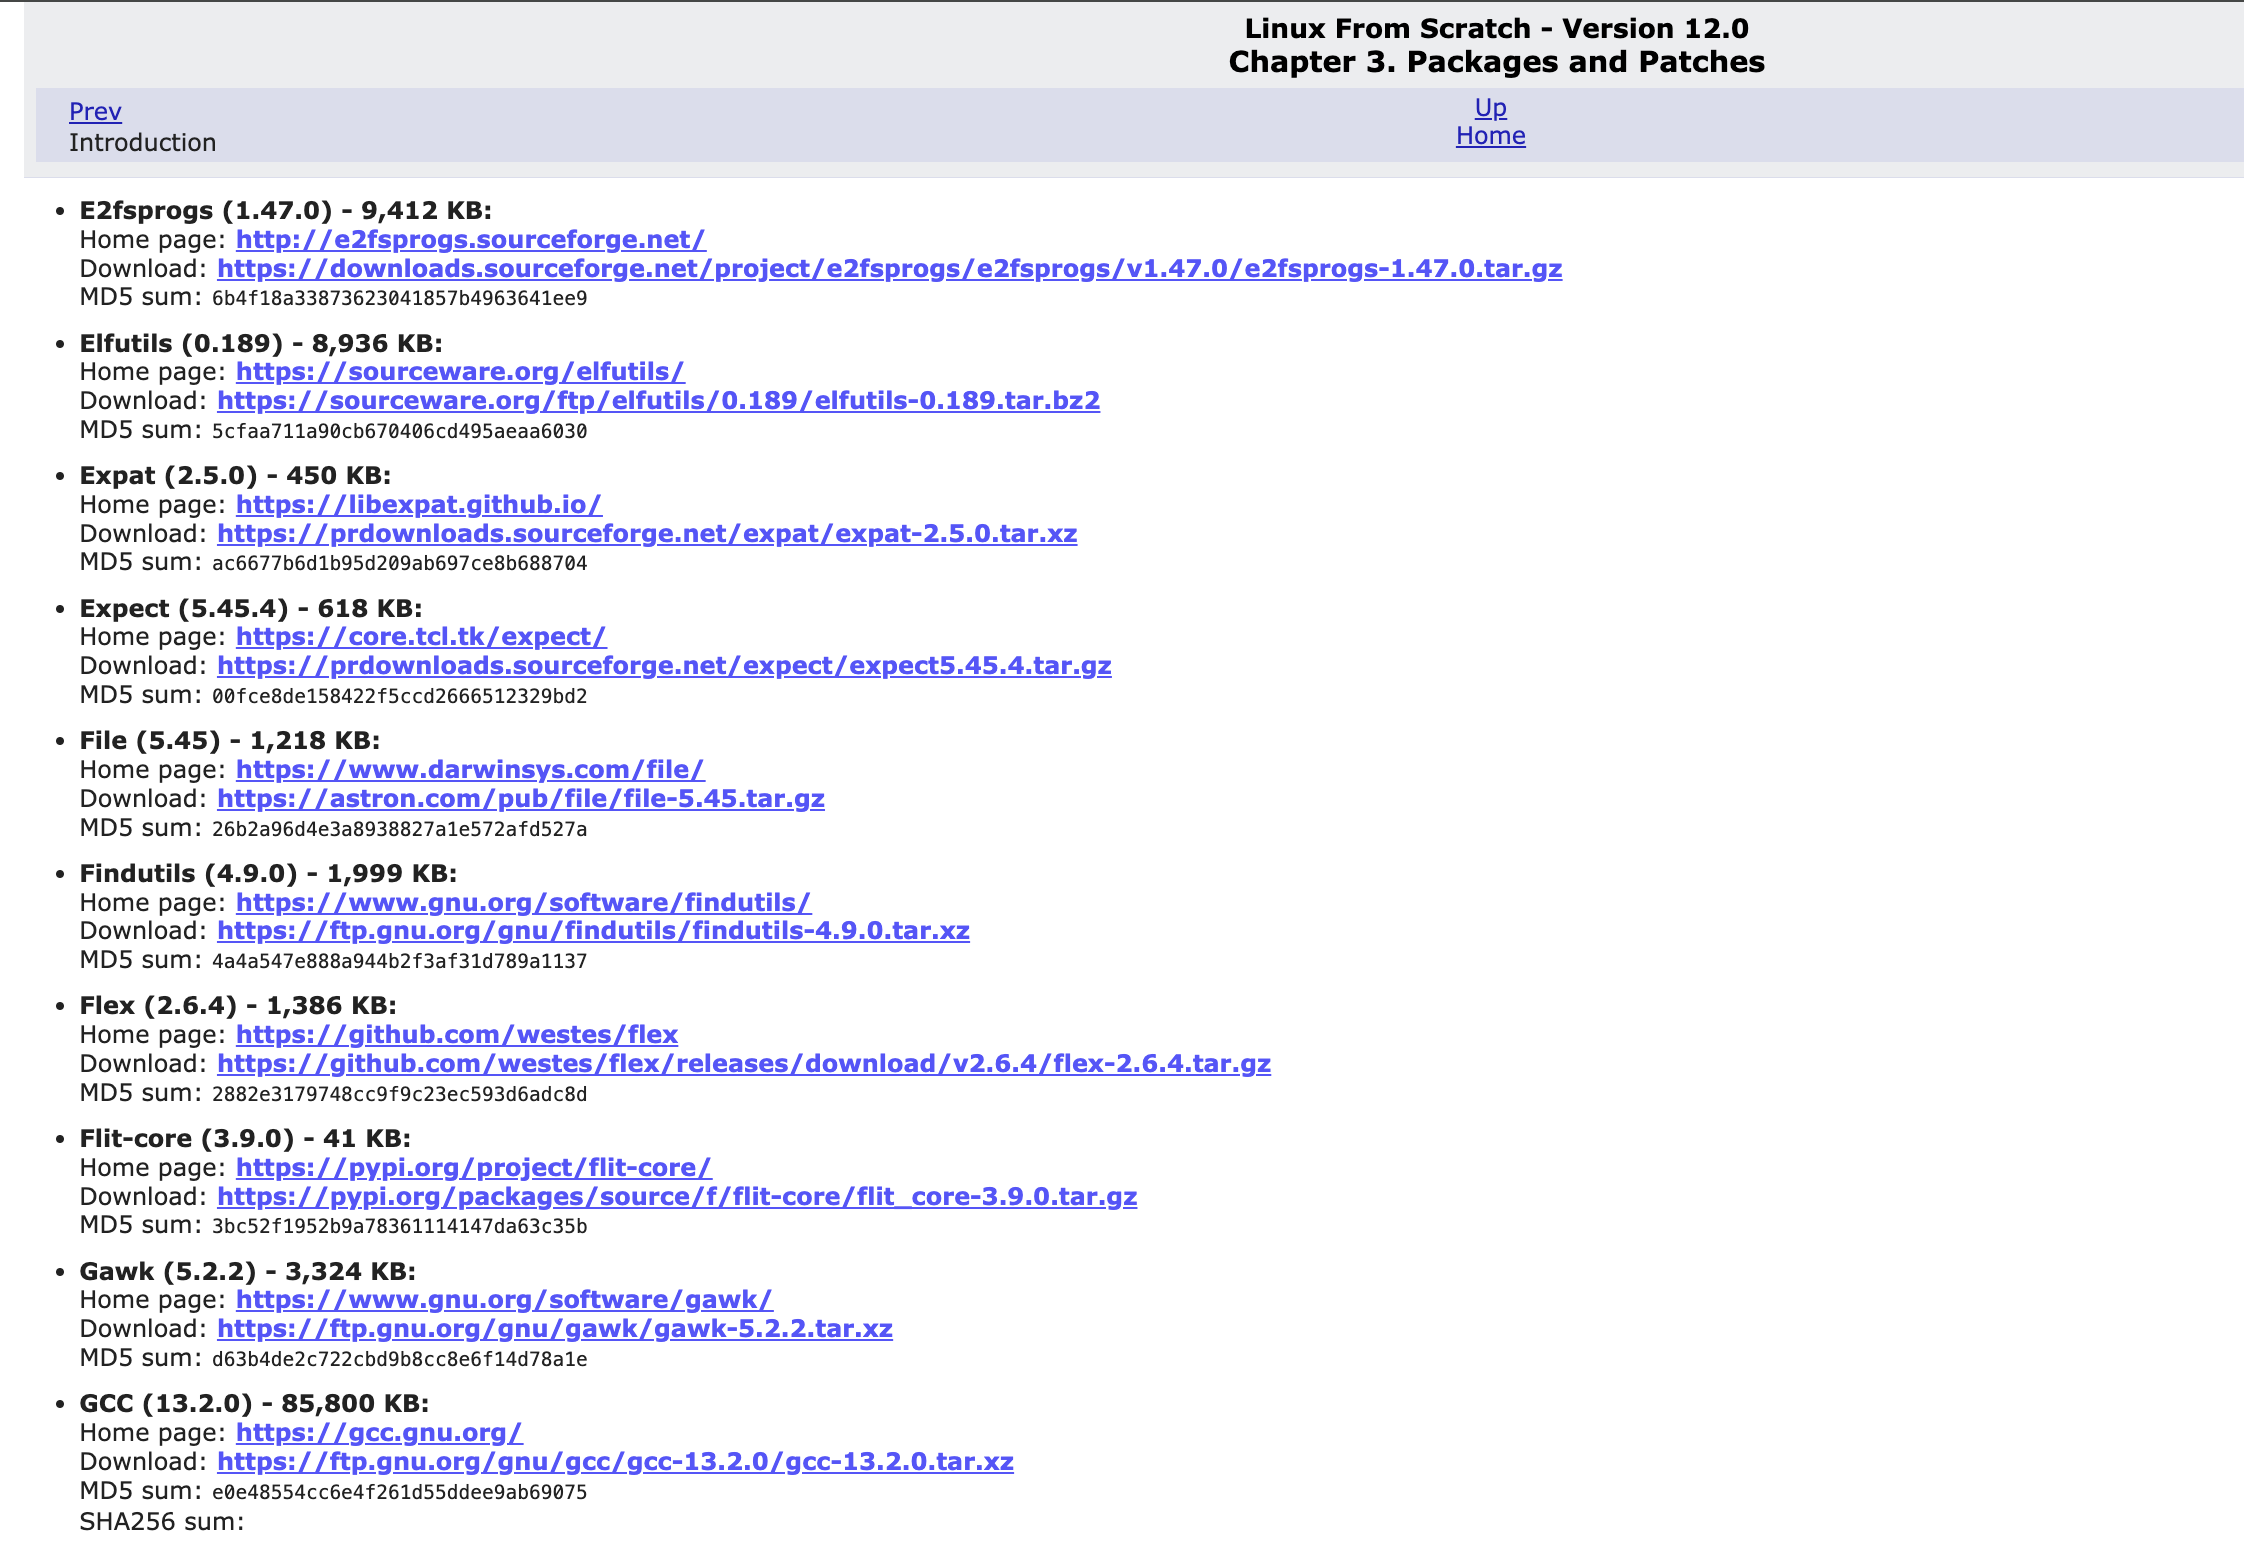 Linux From Scratch - Version 12.0
Chapter 3. Packages and Patches
Prev
Introduction
Up
Home
• E2fsprogs (1.47.0) - 9,412 KB:
Home page: http://e2fsprogs.sourceforge.net/
Download: https://downloads.sourceforge.net/project/e2fsprogs/e2fsprogs/v1.47.0/e2fsprogs-1.47.0.tar.gz
MD5 sum: 6b4f18a33873623041857b4963641ee9
• Elfutils (0.189) - 8,936 KB:
Home page: https://sourceware.org/elfutils/
Download: https://sourceware.org/ftp/elfutils/0.189/elfutils-0.189.tar.bz2
MD5 sum: 5cfaa711a90cb670406cd495aeaa6030
• Expat (2.5.0) - 450 KB:
Home page: https://libexpat.github.io/
Download: https://prdownloads.sourceforge.net/expat/expat-2.5.0.tar.xz
MD5 sum: ac6677b6d1b95d209ab697ce8b688704
• Expect (5.45.4) - 618 KB:
Home page: https://core.tcl.tk/expect/
Download: https://prdownloads.sourceforge.net/expect/expect5.45.4.tar.gz
MD5 sum: 00fce8de158422f5ccd2666512329bd2
• File (5.45) - 1,218 KB:
Home page: https://www.darwinsys.com/file/
Download: https://astron.com/pub/file/file-5.45.tar.gz
MD5 sum: 26b2a96d4e3a8938827a1e572afd527a
• Findutils (4.9.0) - 1,999 KB:
Home page: https://www.gnu.org/software/findutils/
Download: https://ftp.gnu.org/gnu/findutils/findutils-4.9.0.tar.xz
MD5 sum: 4a4a547e888a944b2f3af31d789a1137
• Flex (2.6.4) - 1,386 KB:
Home page: https://github.com/westes/flex
Download: https://github.com/westes/flex/releases/download/v2.6.4/flex-2.6.4.tar.gz
MD5 sum: 2882e3179748cc9f9c23ec593d6adc8d
• Flit-core (3.9.0) - 41 KB:
Home page: https://pypi.org/project/flit-core/
Download: https://pypi.org/packages/source/f/flit-core/flit_core-3.9.0.tar.gz
MD5 sum: 3bc52f1952b9a78361114147da63c35b
• Gawk (5.2.2) - 3,324 KB:
Home page: https://www.gnu.org/software/gawk/
Download: https://ftp.gnu.org/gnu/gawk/gawk-5.2.2.tar.xz
MD5 sum: d63b4de2c722cbd9b8cc8e6f14d78a1e
• GCC (13.2.0) - 85,800 KB:
Home page: https://gcc.gnu.org/
Download: https://ftp.gnu.org/gnu/gcc/gcc-13.2.0/gcc-13.2.0.tar.xz
MD5 sum: e0e48554cc6e4f261d55ddee9ab69075
SHA256 sum: